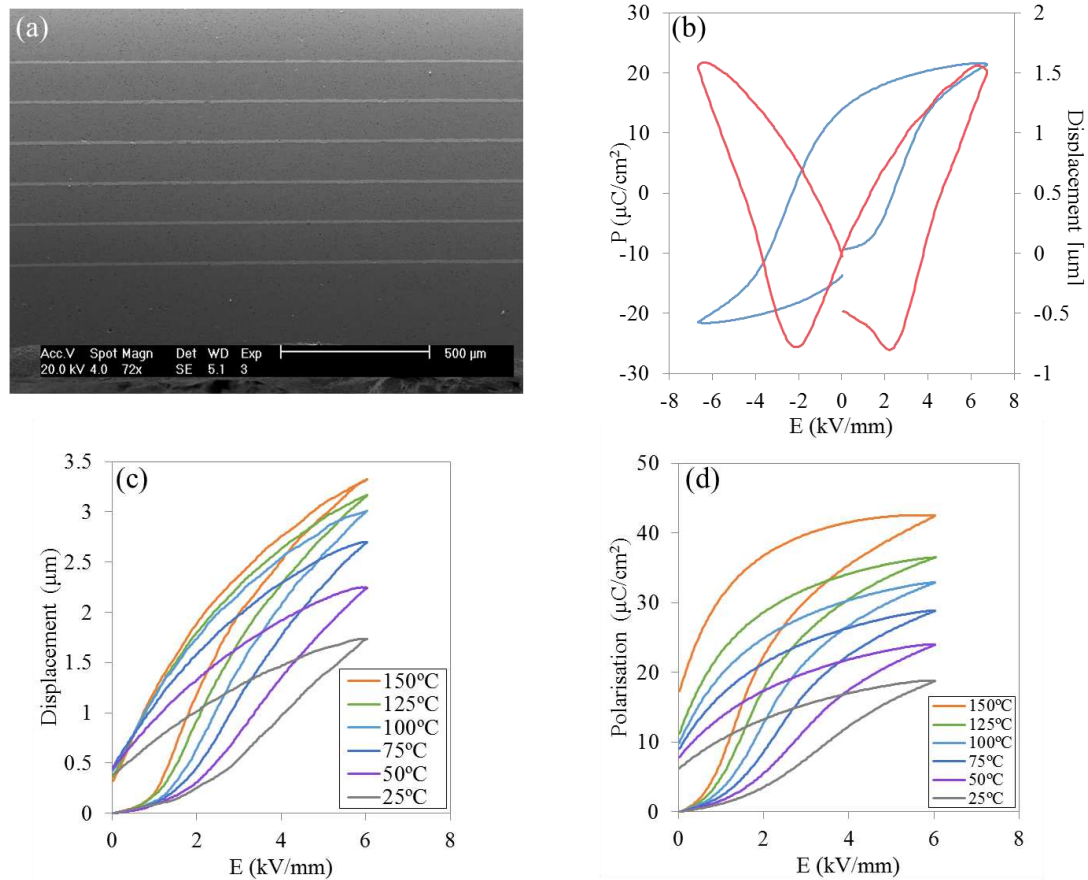 (a)
Acc.V Spot Magn Det WD Exp
20.0 kV 4.0 72x SE 5.1 3
500 µm
(b)
30
20
10
0
-10
-20
-30
P (µC/cm²)
2
1.5
1
0.5
0
-0.5
-1
Displacement [µm]
-8 -6 -4 -2 0 2 4 6 8
E (kV/mm)
(c)
3.5
3
2.5
2
1.5
1
0.5
0
Displacement (µm)
150ºC
125ºC
100ºC
75ºC
50ºC
25ºC
0 2 4 6 8
E (kV/mm)
(d)
50
40
30
20
10
0
Polarisation (µC/cm²)
150ºC
125ºC
100ºC
75ºC
50ºC
25ºC
0 2 4 6 8
E (kV/mm)